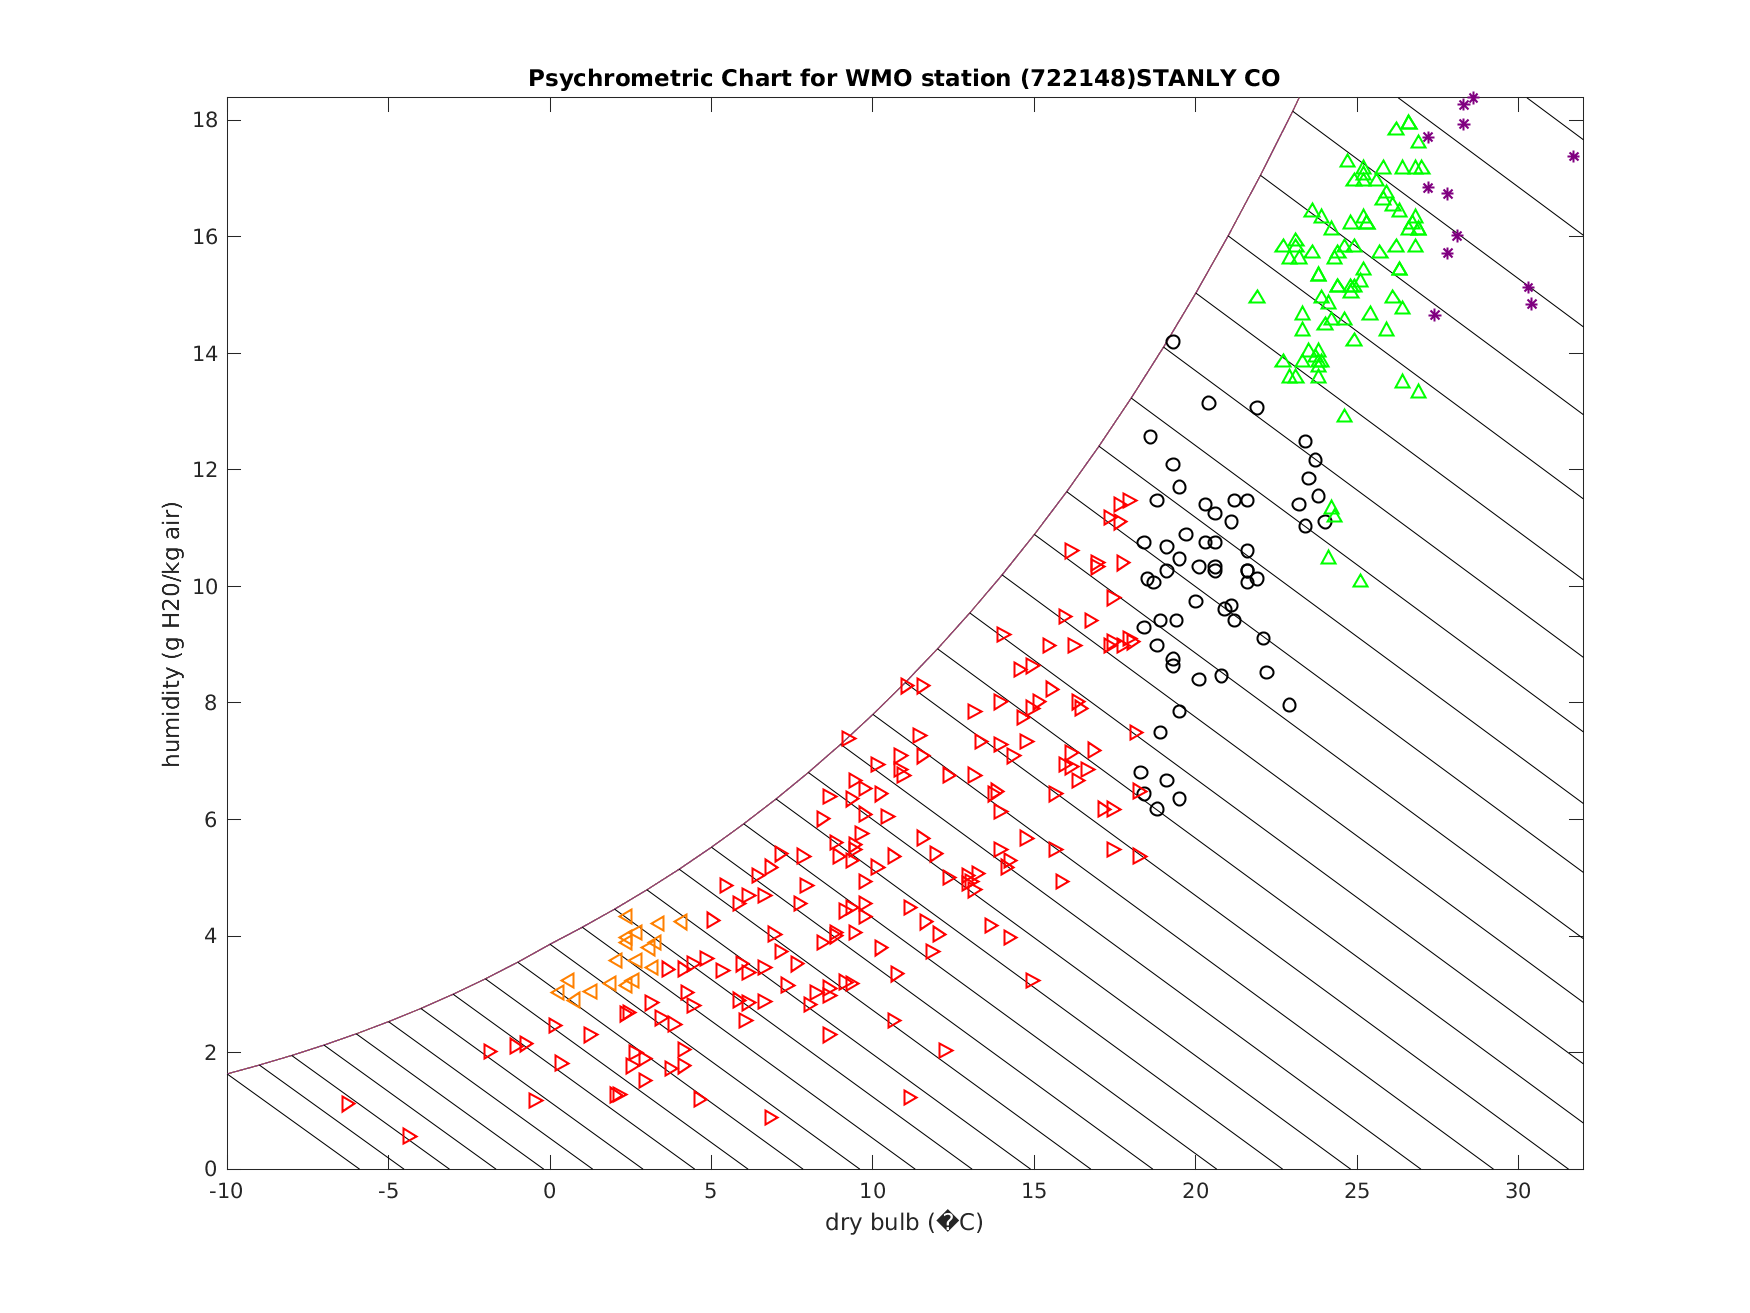 Psychrometric Chart for WMO station (722148)STANLY CO
18
16
14
12
10
8
6
4
2
0
humidity (g H20/kg air)
-10 -5 0 5 10 15 20 25 30
dry bulb (�C)